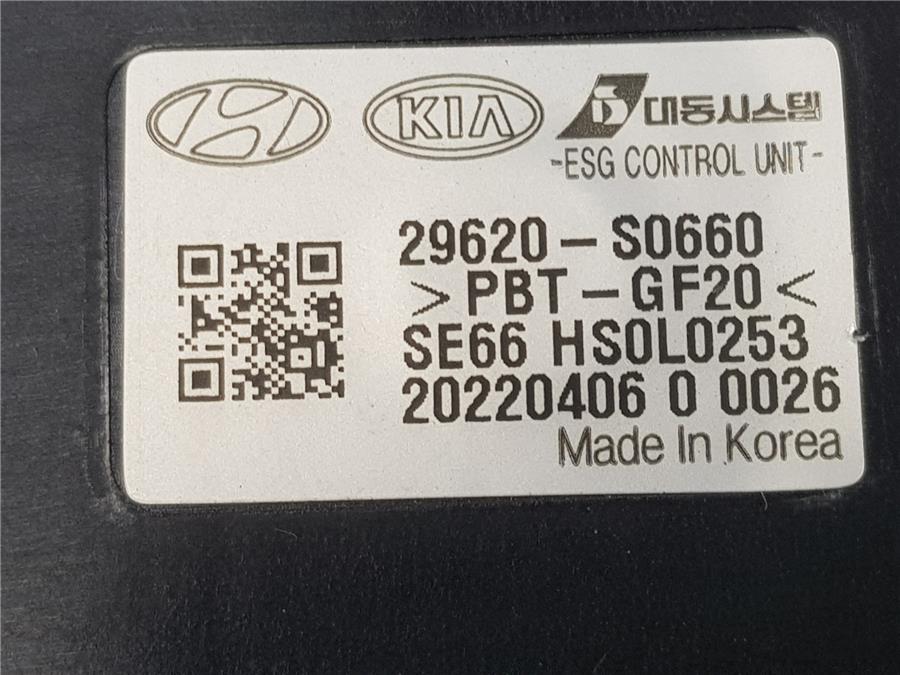 KIA 대동시스템
-ESG CONTROL UNIT-
29620-S0660
>PBT-GF20<
SE66 HS0L0253
20220406 0 0026
Made In Korea